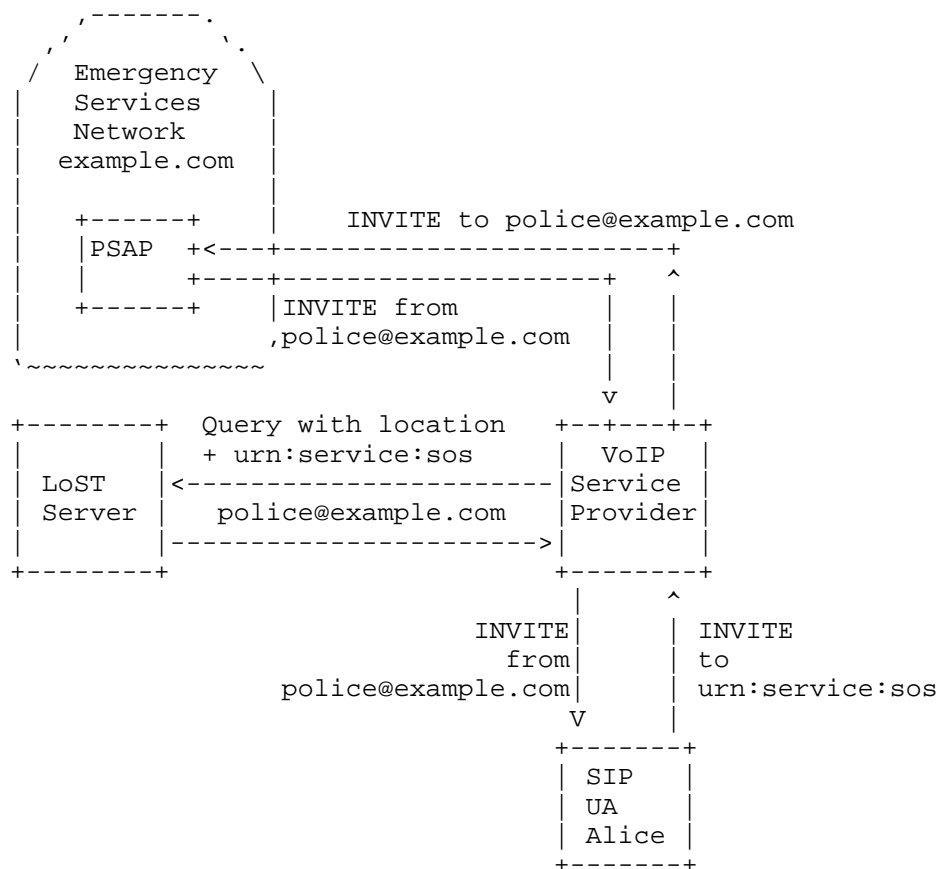 Emergency
Services
Network
example.com
INVITE to police@example.com
PSAP
INVITE from
police@example.com
Query with location
+ urn:service:sos
VoIP
LoST
Service
Server
police@example.com
Provider
INVITE
INVITE
from
to
police@example.com
urn:service:sos
SIP
UA
Alice